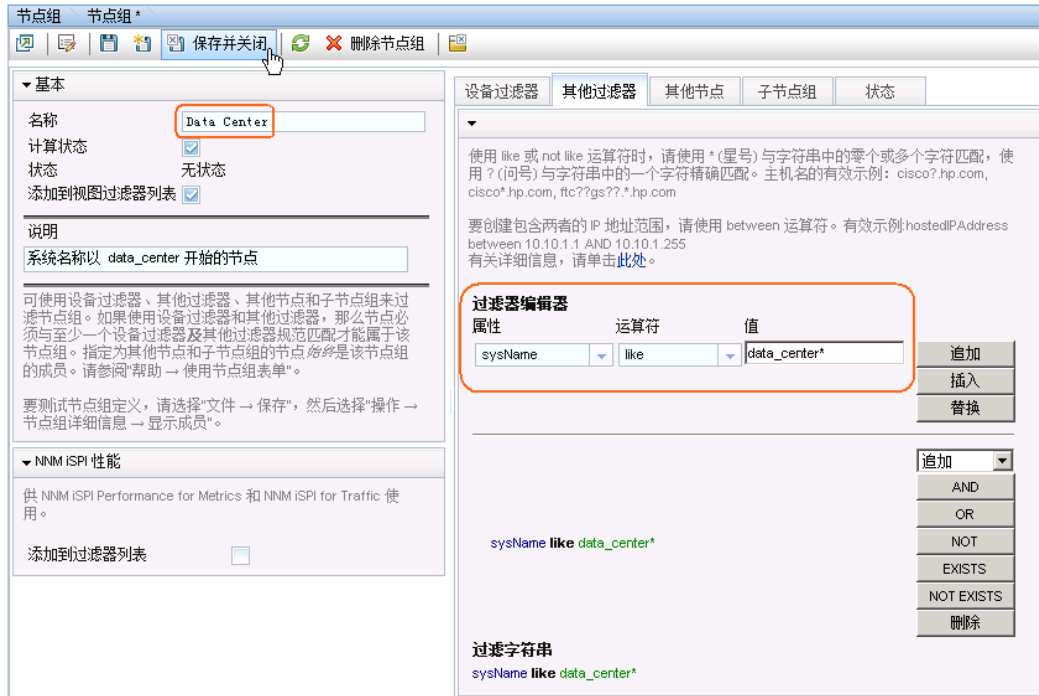 节点组 节点组 *
保存并关闭 删除节点组
基本
名称 Data Center
计算状态
状态 无状态
添加到视图过滤器列表
说明
系统名称以 data_center 开始的节点
可使用设备过滤器、其他过滤器、其他节点和子节点组来过
滤节点组。如果使用设备过滤器和其他过滤器，那么节点必
须与至少一个设备过滤器及其他过滤器规范匹配才能属于该
节点组。指定为其他节点和子节点组的节点始终是该节点组
的成员。请参阅“帮助 → 使用节点组表单”。
要测试节点组定义，请选择“文件 → 保存”，然后选择“操作 →
节点组详细信息 → 显示成员”。
NNM iSPI 性能
供 NNM iSPI Performance for Metrics 和 NNM iSPI for Traffic 使
用。
添加到过滤器列表
设备过滤器 其他过滤器 其他节点 子节点组 状态
使用 like 或 not like 运算符时，请使用 * (星号) 与字符串中的零个或多个字符匹配，使
用 ? (问号) 与字符串中的一个字符精确匹配。主机名的有效示例：cisco?.hp.com,
cisco*.hp.com, ftc??gs??.*.hp.com
要创建包含两者的 IP 地址范围，请使用 between 运算符。有效示例:hostedIPAddress
between 10.10.1.1 AND 10.10.1.255
有关详细信息，请单击此处。
过滤器编辑器
属性 运算符 值
sysName like data_center*
追加
插入
替换
追加
AND
OR
NOT
EXISTS
NOT EXISTS
删除
sysName like data_center*
过滤字符串
sysName like data_center*